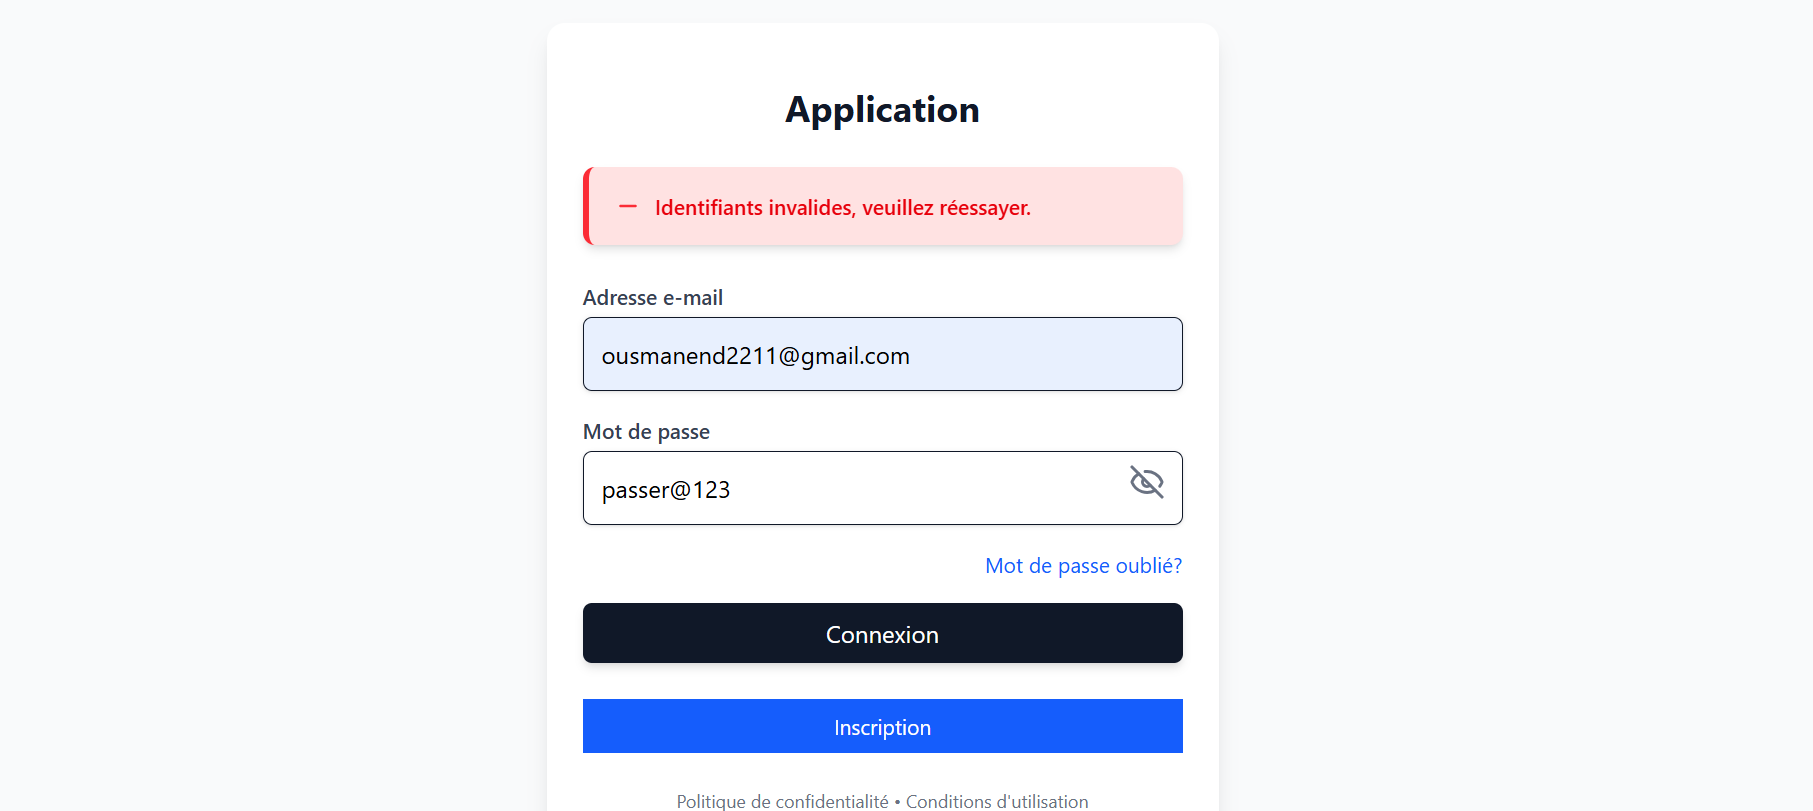 Application
Identifiants invalides, veuillez réessayer.
Adresse e-mail
ousmanend2211@gmail.com
Mot de passe
passer@123
Mot de passe oublié?
Connexion
Inscription
Politique de confidentialité • Conditions d'utilisation